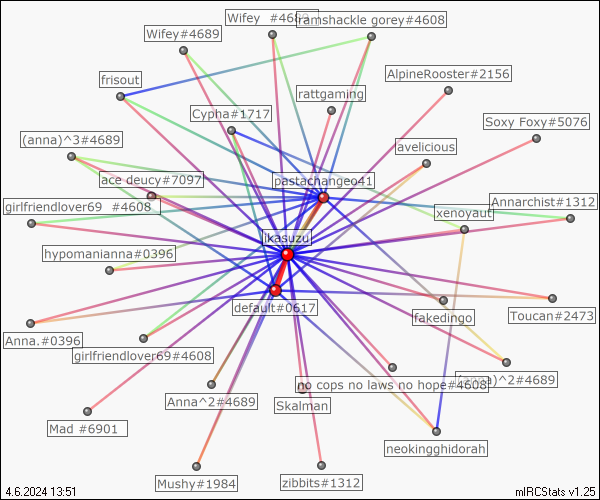 Wifey #4689
ramshackle gorey#4608
Wifey#4689
AlpineRooster#2156
frisout
rattgaming
Cypha#1717
Soxy Foxy#5076
(anna)^3#4689
avelicious
ace deucy#7097
pastachangeo41
girlfriendlover69 #4608
Annarchist#1312
xenoyaut
ikasuzu
hypomanianna#0396
default#0617
Toucan#2473
fakedingo
Anna.#0396
girlfriendlover69#4608
no cops no laws no hope#4608
)^2#4689
Anna^2#4689
Skalman
Mad #6901
neokingghidorah
Mushy#1984
zibbits#1312
4.6.2024 13:51
mIRCStats v1.25